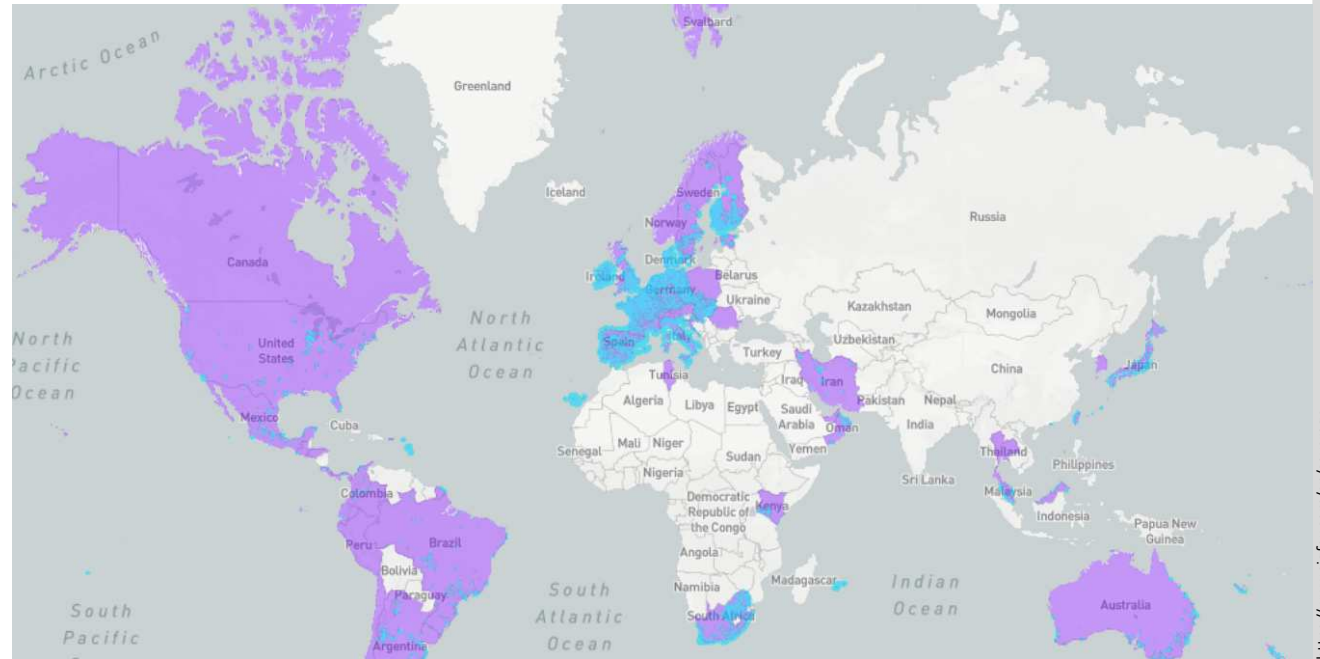 Svalbard
Arctic Ocean
Greenland
Iceland
Sweden
Norway
Russia
Canada
Denmark
Ireland
Germany
Belarus
Ukraine
Kazakhstan
Mongolia
North
Pacific
Ocean
United
States
North
Atlantic
Ocean
Spain
Italy
Turkey
Uzbekistan
China
Japan
Tunisia
Iraq
Iran
Algeria
Libya
Egypt
Saudi
Arabia
Pakistan
Nepal
Mexico
Cuba
Oman
India
Senegal
Mali
Niger
Sudan
Yemen
Thailand
Philippines
Nigeria
Sri Lanka
Colombia
Democratic
Republic of
the Congo
Kenya
Malaysia
Indonesia
Papua New
Guinea
Peru
Brazil
Angola
Bolivia
Namibia
Madagascar
Indian
Ocean
Paraguay
South
Atlantic
Ocean
South Africa
Australia
South
Pacific
Argentina